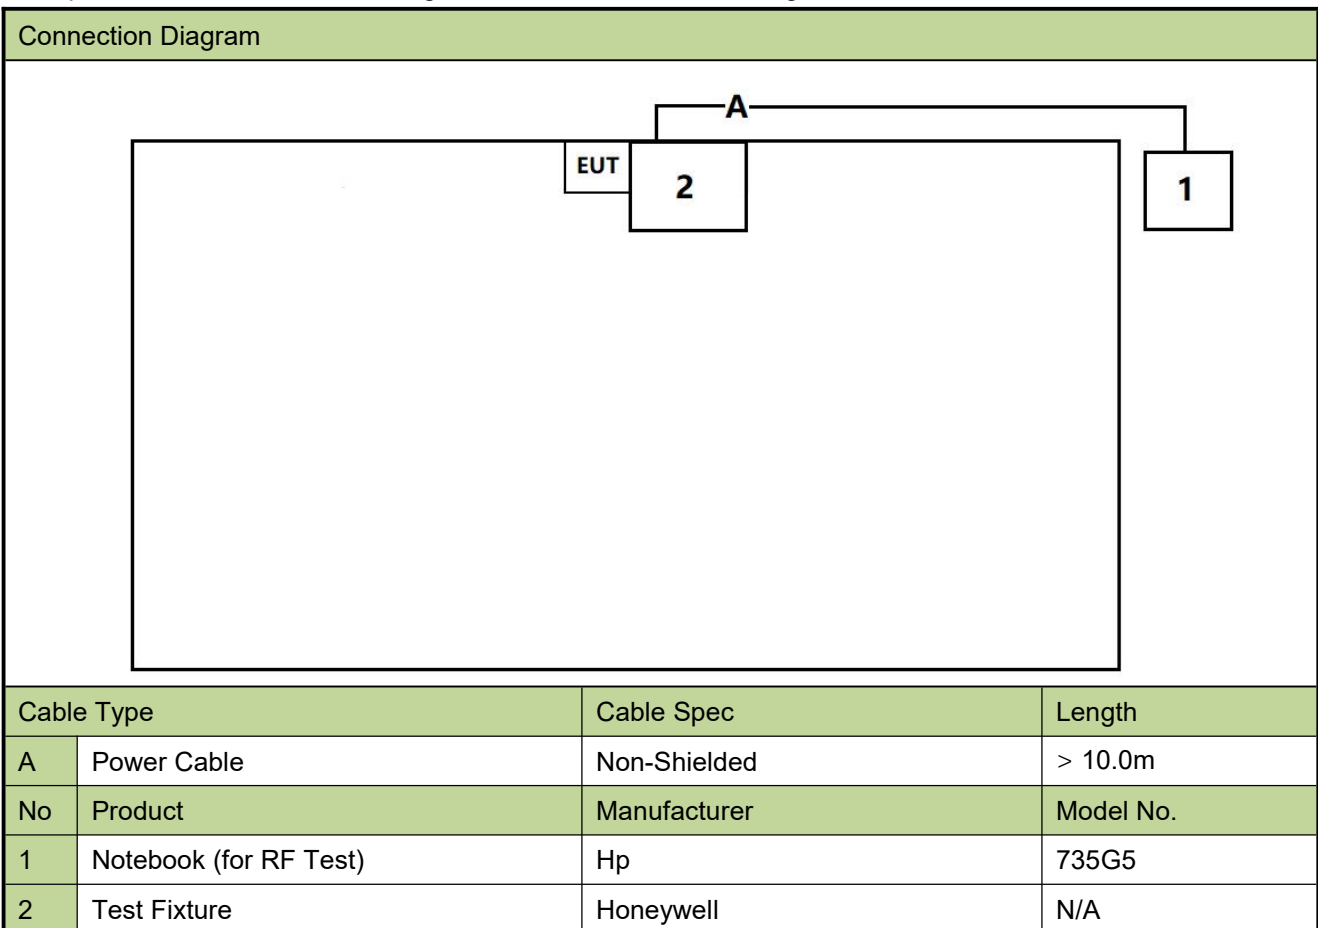 Connection Diagram
A
EUT
2
1
Cable Type Cable Spec Length
A Power Cable Non-Shielded > 10.0m
No Product Manufacturer Model No.
1 Notebook (for RF Test) Hp 735G5
2 Test Fixture Honeywell N/A